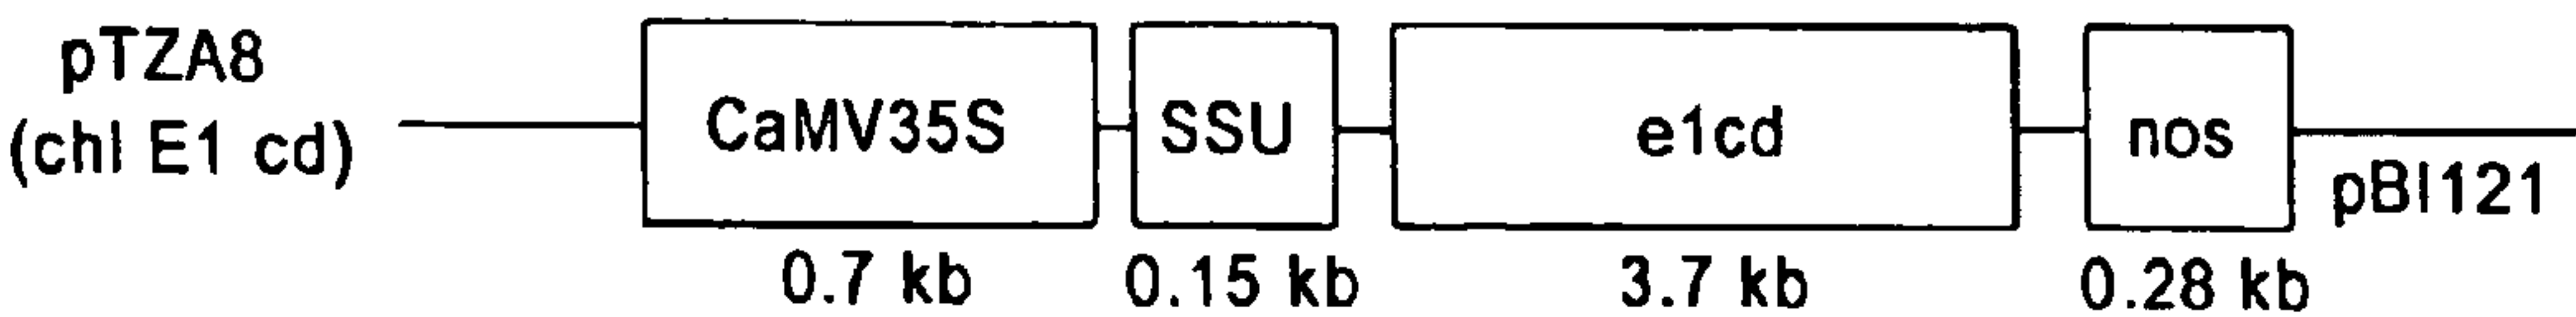 pTZA8
(chl E1 cd)
CaMV35S
SSU
e1cd
nos
pBI121
0.7 kb
0.15 kb
3.7 kb
0.28 kb